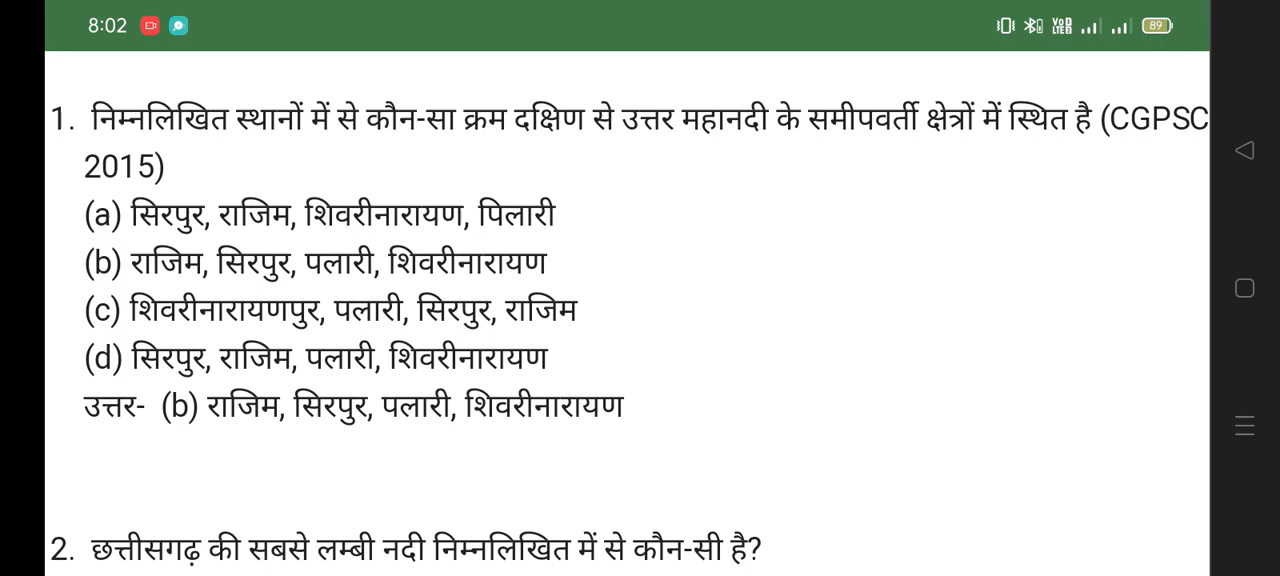 8:02 VoD LTE2 89
1. निम्नलिखित स्थानों में से कौन-सा क्रम दक्षिण से उत्तर महानदी के समीपवर्ती क्षेत्रों में स्थित है (CGPSC
2015)
(a) सिरपुर, राजिम, शिवरीनारायण, पिलारी
(b) राजिम, सिरपुर, पलारी, शिवरीनारायण
(c) शिवरीनारायणपुर, पलारी, सिरपुर, राजिम
(d) सिरपुर, राजिम, पलारी, शिवरीनारायण
उत्तर- (b) राजिम, सिरपुर, पलारी, शिवरीनारायण
2. छत्तीसगढ़ की सबसे लम्बी नदी निम्नलिखित में से कौन-सी है?